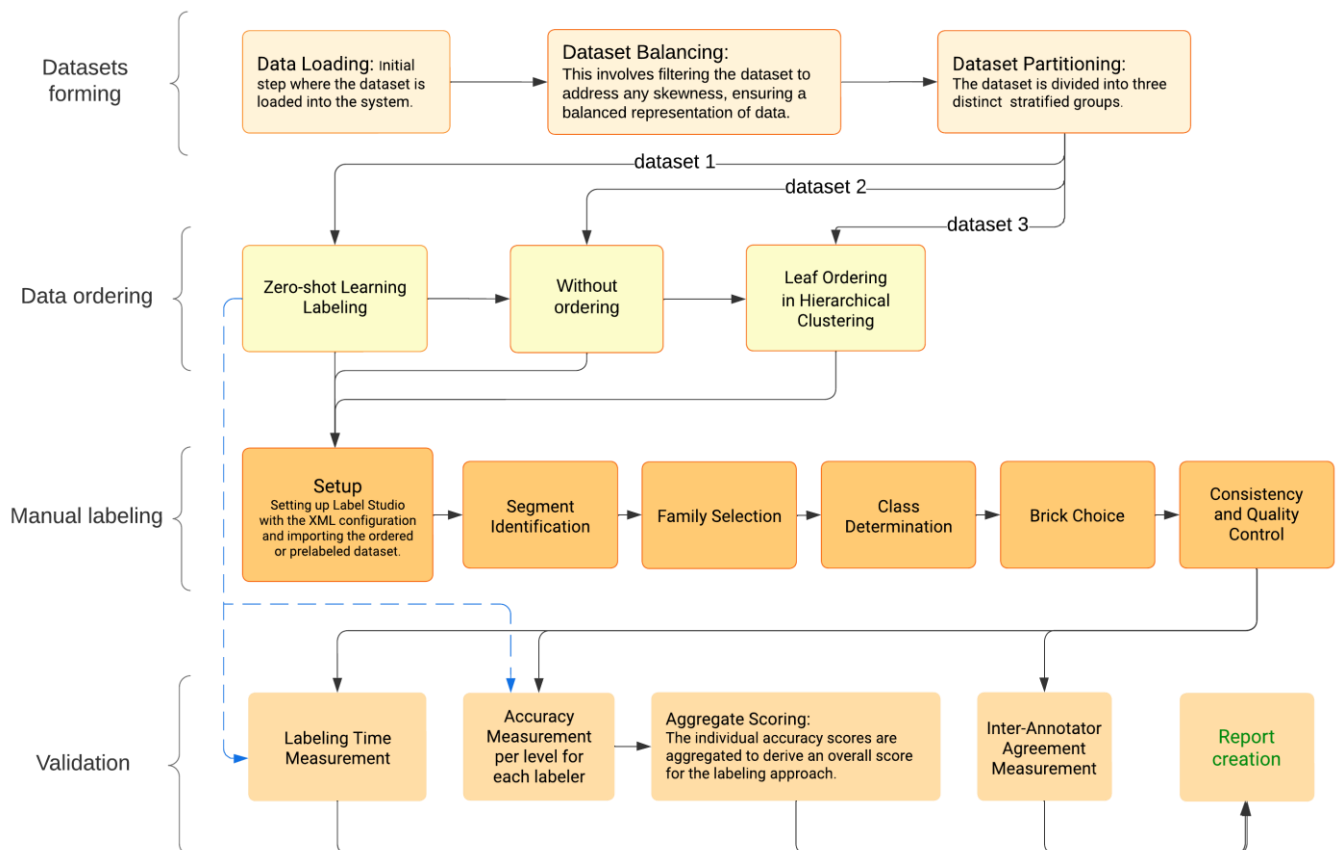 Datasets
forming
Data Loading: Initial
step where the dataset is
loaded into the system.
Dataset Balancing:
This involves filtering the dataset to
address any skewness, ensuring a
balanced representation of data.
Dataset Partitioning:
The dataset is divided into three
distinct stratified groups.
dataset 1
dataset 2
dataset 3
Data ordering
Zero-shot Learning
Labeling
Without
ordering
Leaf Ordering
in Hierarchical
Clustering
Manual labeling
Setup
Setting up Label Studio
with the XML configuration
and importing the ordered
or prelabeled dataset.
Segment
Identification
Family Selection
Class
Determination
Brick Choice
Consistency
and Quality
Control
Validation
Labeling Time
Measurement
Accuracy
Measurement
per level for
each labeler
Aggregate Scoring:
The individual accuracy scores are
aggregated to derive an overall score
for the labeling approach.
Inter-Annotator
Agreement
Measurement
Report
creation